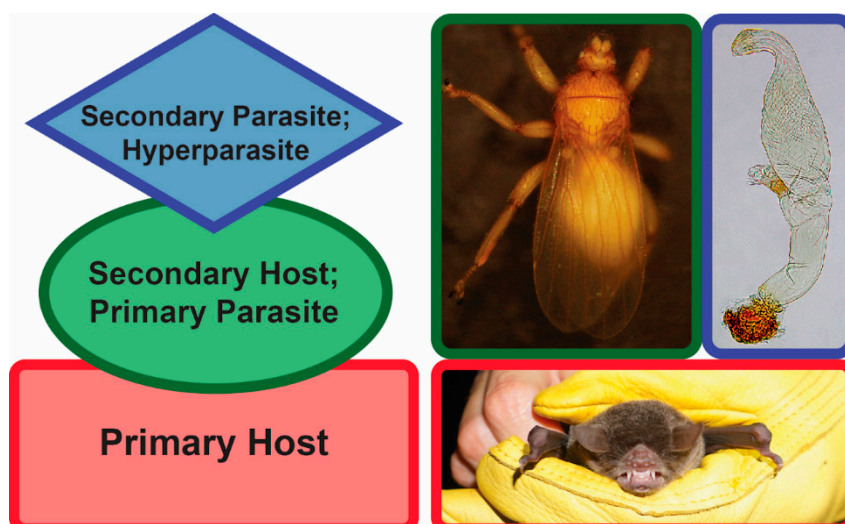 Secondary Parasite;
Hyperparasite
Secondary Host;
Primary Parasite
Primary Host